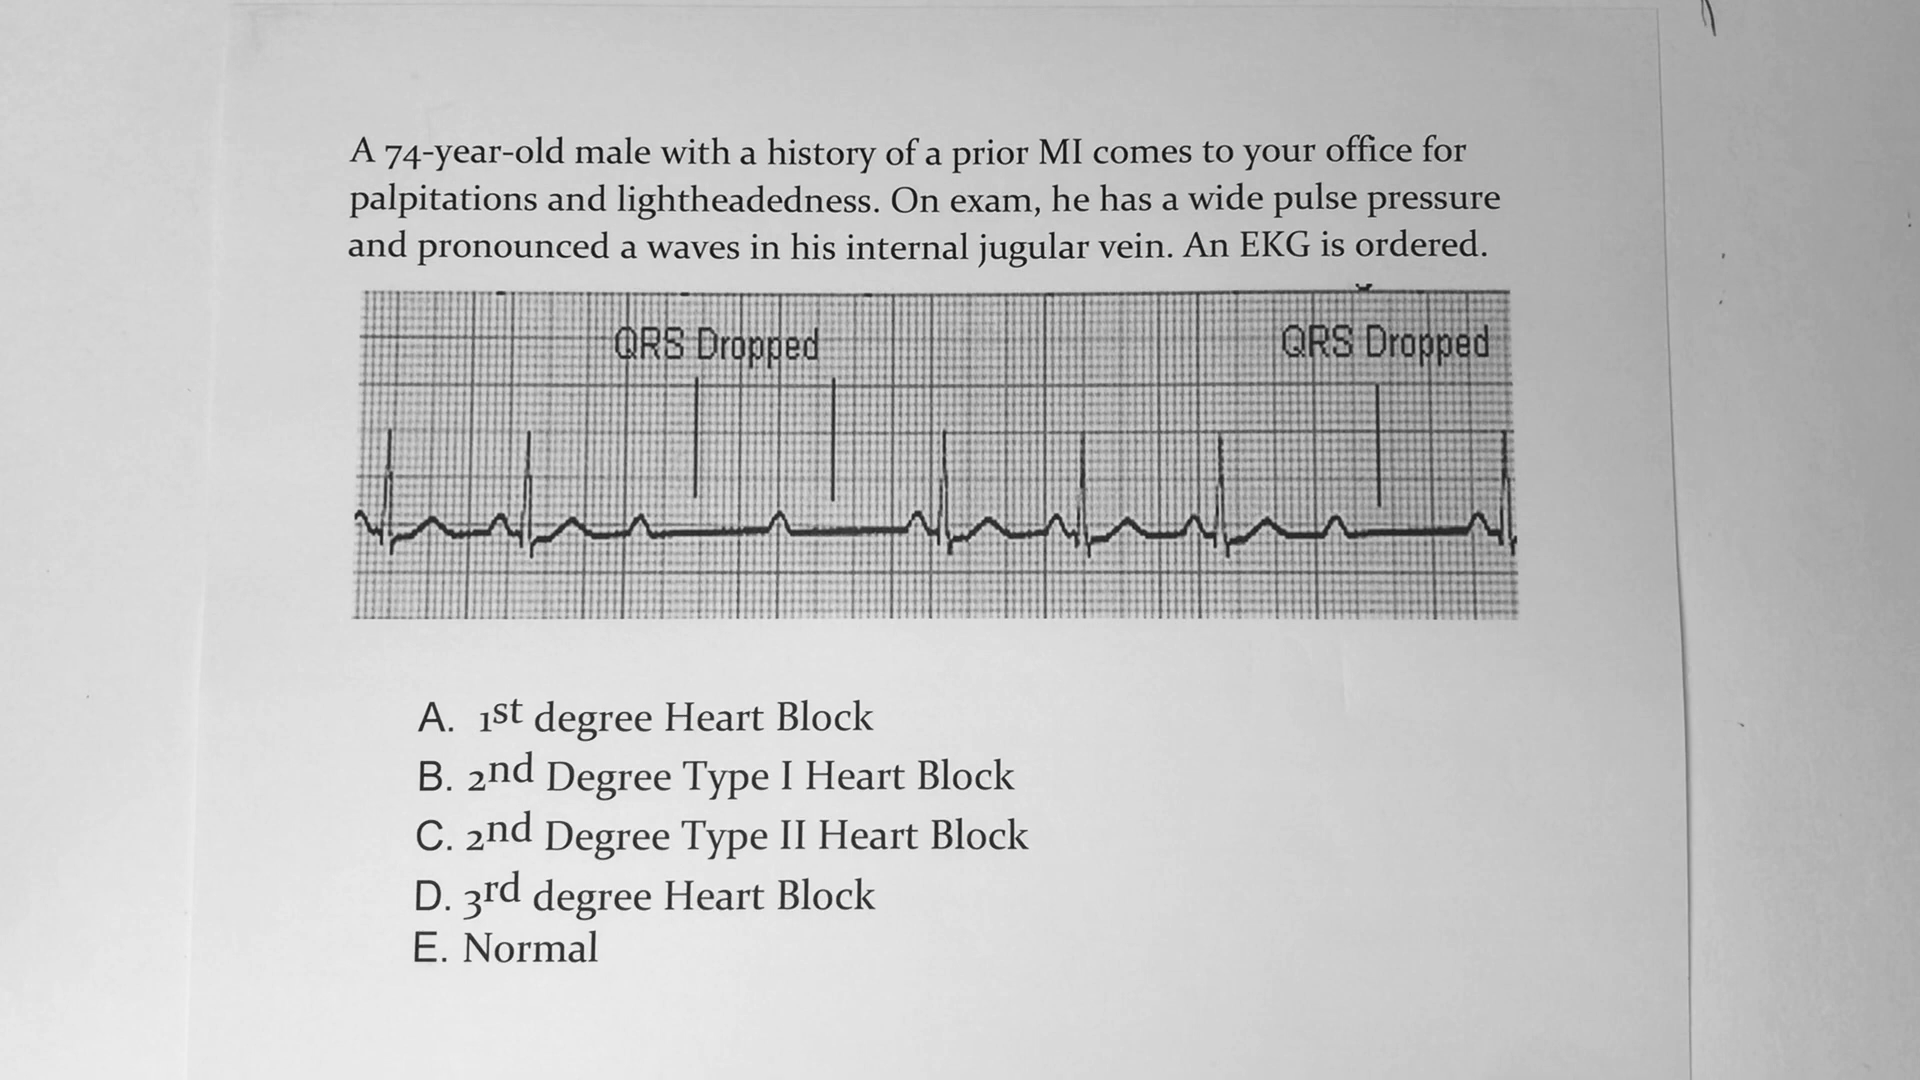 A 74-year-old male with a history of a prior MI comes to your office for
palpitations and lightheadedness. On exam, he has a wide pulse pressure
and pronounced a waves in his internal jugular vein. An EKG is ordered.
QRS Dropped QRS Dropped
A. 1st degree Heart Block
B. 2nd Degree Type I Heart Block
C. 2nd Degree Type II Heart Block
D. 3rd degree Heart Block
E. Normal